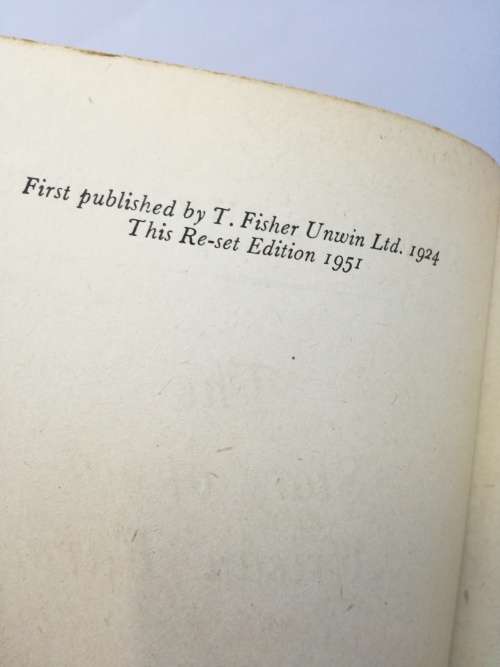 First published by T. Fisher Unwin Ltd. 1924
This Re-set Edition 1951